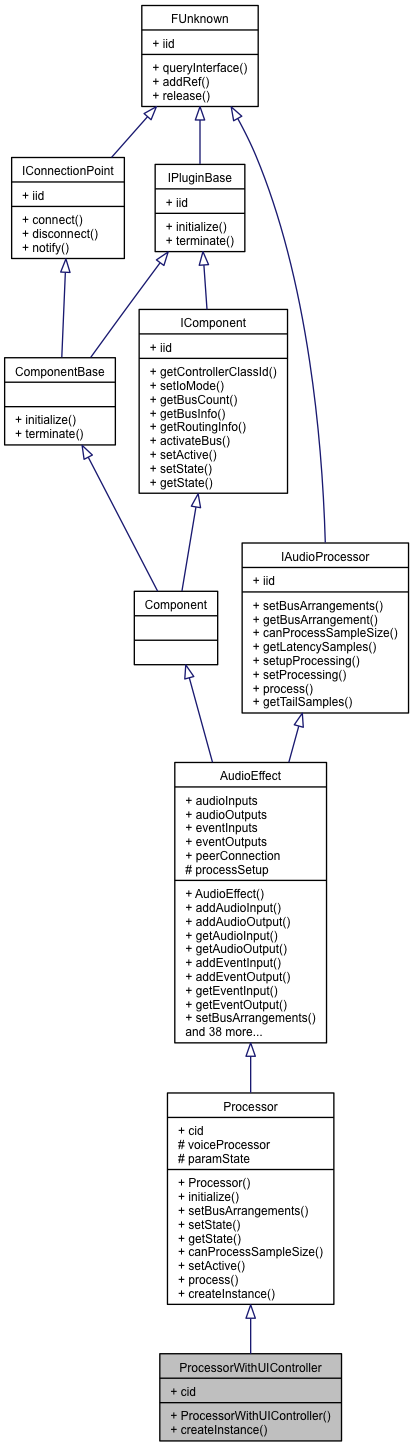 FUnknown
+ iid
+ queryInterface()
+ addRef()
+ release()
IConnectionPoint
+ iid
+ connect()
+ disconnect()
+ notify()
IPluginBase
+ iid
+ initialize()
+ terminate()
IComponent
+ iid
+ getControllerClassId()
+ setIoMode()
+ getBusCount()
+ getBusInfo()
+ getRoutingInfo()
+ activateBus()
+ setActive()
+ setState()
+ getState()
ComponentBase
+ initialize()
+ terminate()
IAudioProcessor
+ iid
+ setBusArrangements()
+ getBusArrangement()
+ canProcessSampleSize()
+ getLatencySamples()
+ setupProcessing()
+ setProcessing()
+ process()
+ getTailSamples()
Component
AudioEffect
+ audioInputs
+ audioOutputs
+ eventInputs
+ eventOutputs
+ peerConnection
# processSetup
+ AudioEffect()
+ addAudioInput()
+ addAudioOutput()
+ getAudioInput()
+ getAudioOutput()
+ addEventInput()
+ addEventOutput()
+ getEventInput()
+ getEventOutput()
+ setBusArrangements()
and 38 more...
Processor
+ cid
# voiceProcessor
# paramState
+ Processor()
+ initialize()
+ setBusArrangements()
+ setState()
+ getState()
+ canProcessSampleSize()
+ setActive()
+ process()
+ createInstance()
ProcessorWithUIController
+ cid
+ ProcessorWithUIController()
+ createInstance()